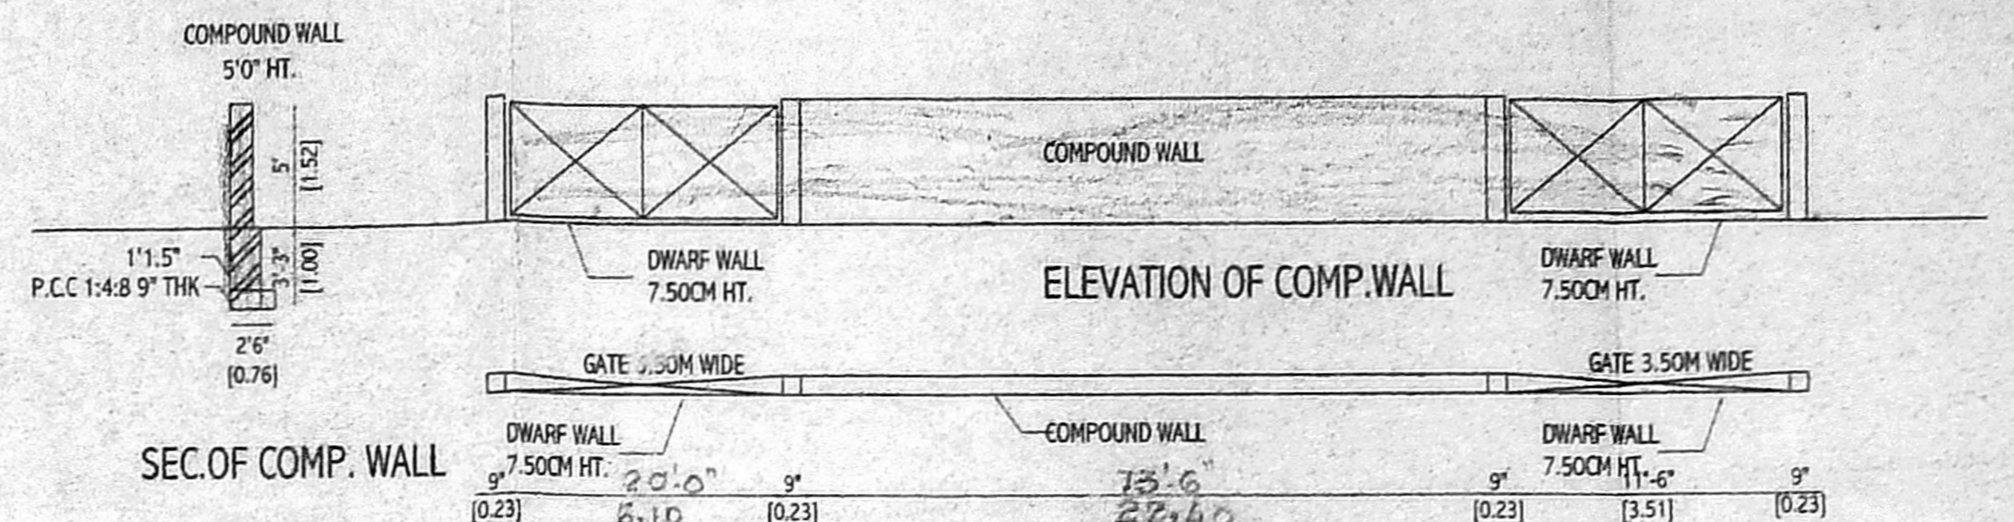 COMPOUND WALL
5'0" HT.
5'
[1.52]
1'1.5"
P.C.C 1:4:8 9" THK
3'-3"
[1.00]
2'6"
[0.76]
SEC.OF COMP. WALL
COMPOUND WALL
DWARF WALL
7.50CM HT.
ELEVATION OF COMP.WALL
DWARF WALL
7.50CM HT.
GATE WIDE
GATE 3.50M WIDE
DWARF WALL
7.50CM HT.
COMPOUND WALL
DWARF WALL
7.50CM HT.
9" 20'-0" 9" 73'-6" 9" 11'-6" 9"
[0.23] 6.10 [0.23] 22.40 [0.23] [3.51] [0.23]